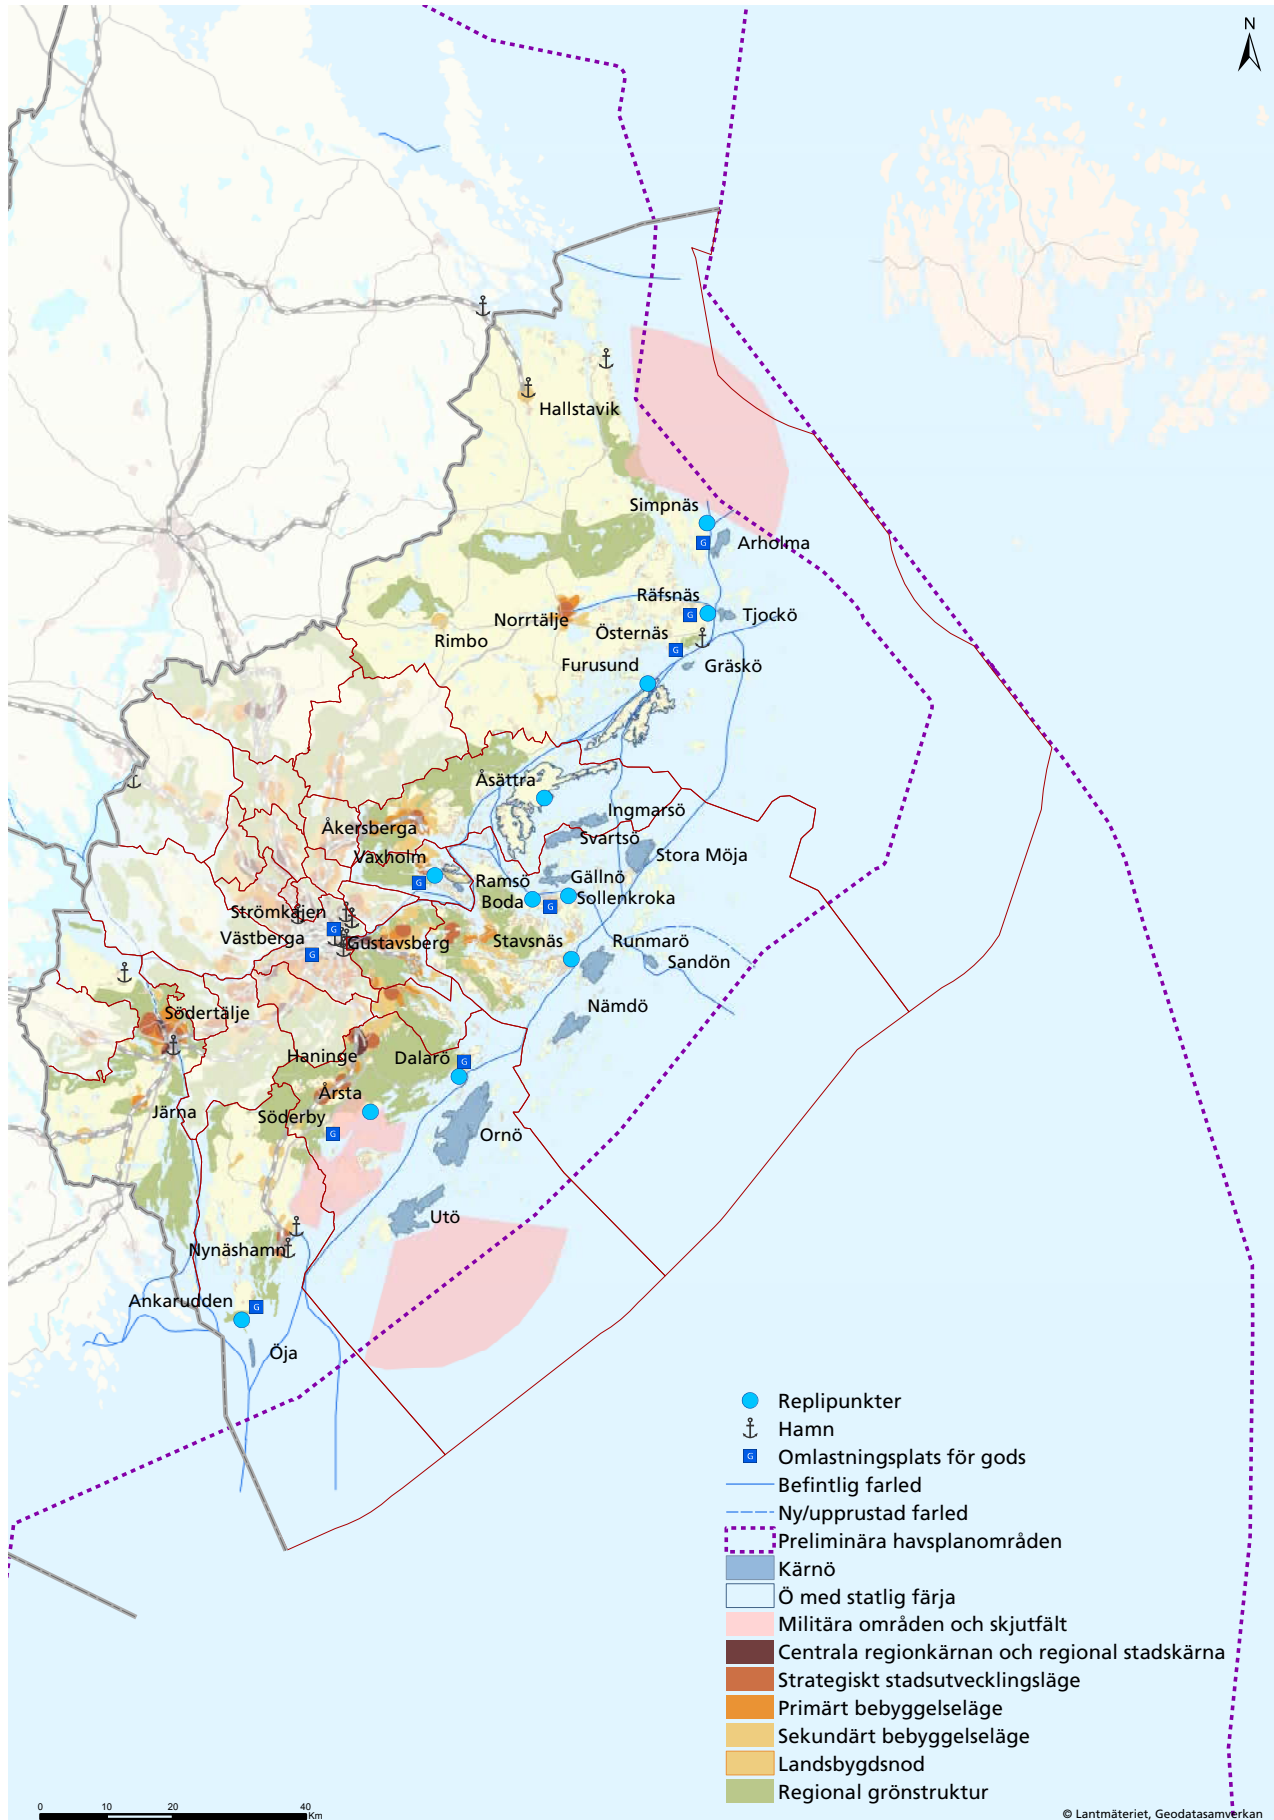 N
Hallstavik
Simpnäs
Arholma
Räfsnäs
Norrtälje
Tjockö
Östernäs
Rimbo
Furusund
Gräskö
Åsättra
Ingmarsö
Åkersberga
Svartsö
Vaxholm
Stora Möja
Ramsö
Gällnö
Boda
Sollenkroka
Strömkajen
Västberga
Gustavsberg
Stavsnäs
Runmarö
Sandön
Södertälje
Nämdö
Haninge
Dalarö
Årsta
Järna
Söderby
Ornö
Utö
Nynäshamn
Ankarudden
Öja
G
G
G
G
G
G
G
G
G
G
Replipunkter
Hamn
G Omlastningsplats för gods
Befintlig farled
Ny/upprustad farled
Preliminära havsplanområden
Kärnö
Ö med statlig färja
Militära områden och skjutfält
Centrala regionkärnan och regional stadskärna
Strategiskt stadsutvecklingsläge
Primärt bebyggelseläge
Sekundärt bebyggelseläge
Landsbygdsnod
Regional grönstruktur
0 10 20 40
Km
© Lantmäteriet, Geodatasamverkan